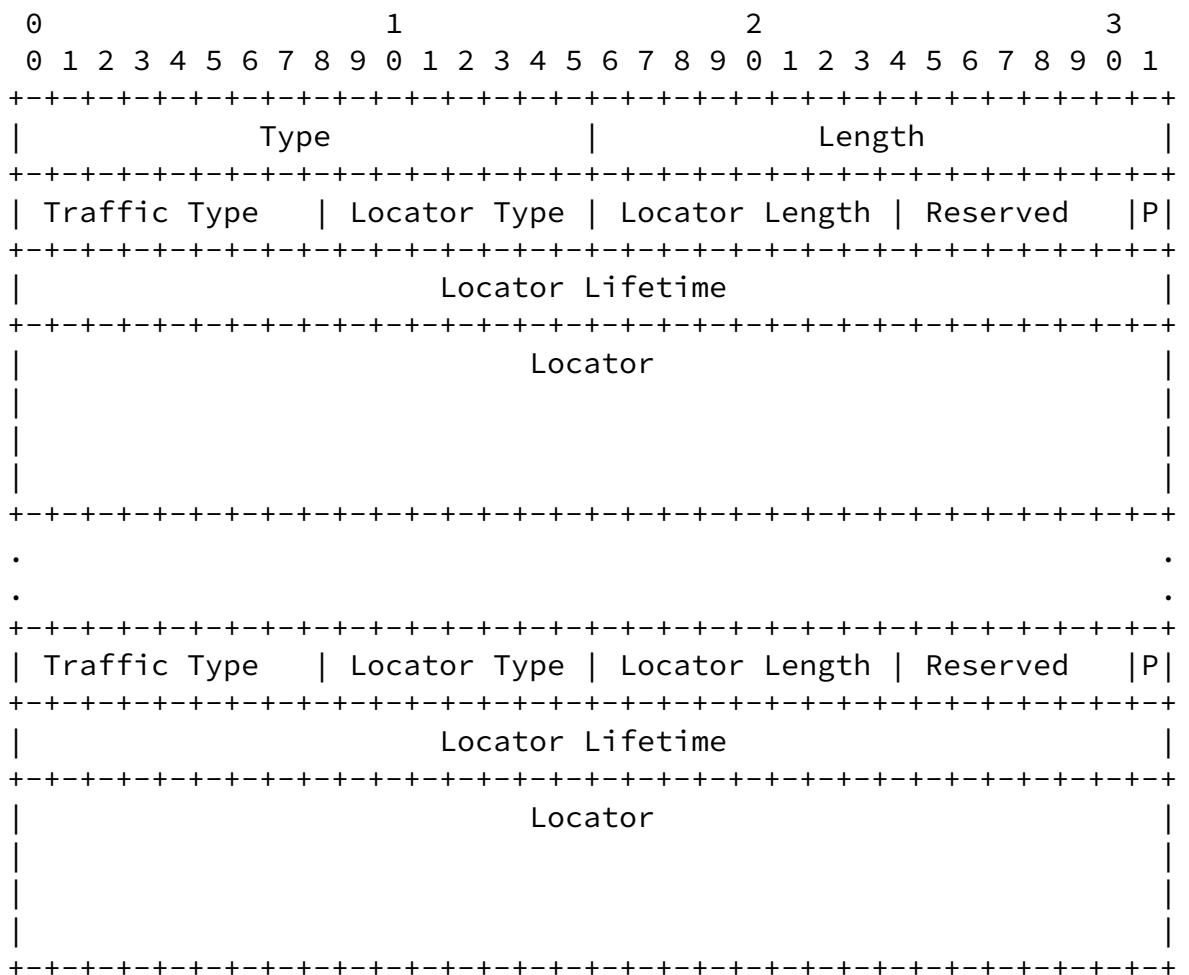 0                   1                   2                   3
 0 1 2 3 4 5 6 7 8 9 0 1 2 3 4 5 6 7 8 9 0 1 2 3 4 5 6 7 8 9 0 1
+-+-+-+-+-+-+-+-+-+-+-+-+-+-+-+-+-+-+-+-+-+-+-+-+-+-+-+-+-+-+-+-+
|             Type              |            Length             |
+-+-+-+-+-+-+-+-+-+-+-+-+-+-+-+-+-+-+-+-+-+-+-+-+-+-+-+-+-+-+-+-+
| Traffic Type   | Locator Type | Locator Length | Reserved   |P|
+-+-+-+-+-+-+-+-+-+-+-+-+-+-+-+-+-+-+-+-+-+-+-+-+-+-+-+-+-+-+-+-+
|                       Locator Lifetime                        |
+-+-+-+-+-+-+-+-+-+-+-+-+-+-+-+-+-+-+-+-+-+-+-+-+-+-+-+-+-+-+-+-+
|                            Locator                            |
|                                                               |
|                                                               |
|                                                               |
+-+-+-+-+-+-+-+-+-+-+-+-+-+-+-+-+-+-+-+-+-+-+-+-+-+-+-+-+-+-+-+-+
.                                                               .
.                                                               .
+-+-+-+-+-+-+-+-+-+-+-+-+-+-+-+-+-+-+-+-+-+-+-+-+-+-+-+-+-+-+-+-+
| Traffic Type   | Locator Type | Locator Length | Reserved   |P|
+-+-+-+-+-+-+-+-+-+-+-+-+-+-+-+-+-+-+-+-+-+-+-+-+-+-+-+-+-+-+-+-+
|                       Locator Lifetime                        |
+-+-+-+-+-+-+-+-+-+-+-+-+-+-+-+-+-+-+-+-+-+-+-+-+-+-+-+-+-+-+-+-+
|                            Locator                            |
|                                                               |
|                                                               |
|                                                               |
+-+-+-+-+-+-+-+-+-+-+-+-+-+-+-+-+-+-+-+-+-+-+-+-+-+-+-+-+-+-+-+-+